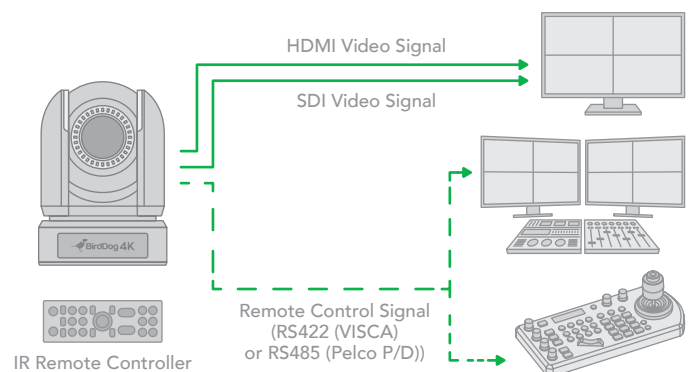 HDMI Video Signal
SDI Video Signal
BirdDog 4K
Remote Control Signal
(RS422 (VISCA)
or RS485 (Pelco P/D))
IR Remote Controller